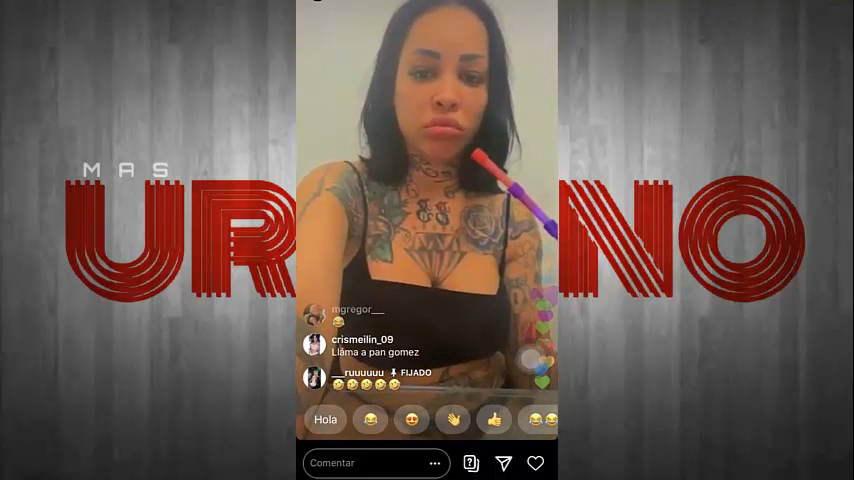 MAS
UR NO
mgregor___
😂
crismeilin_09
Llama a pan gomez
___ruuuuuu 📌 FIJADO
🤣🤣🤣🤣🤣
Hola 😂 😍 👋 👍 😂😂
Comentar ...